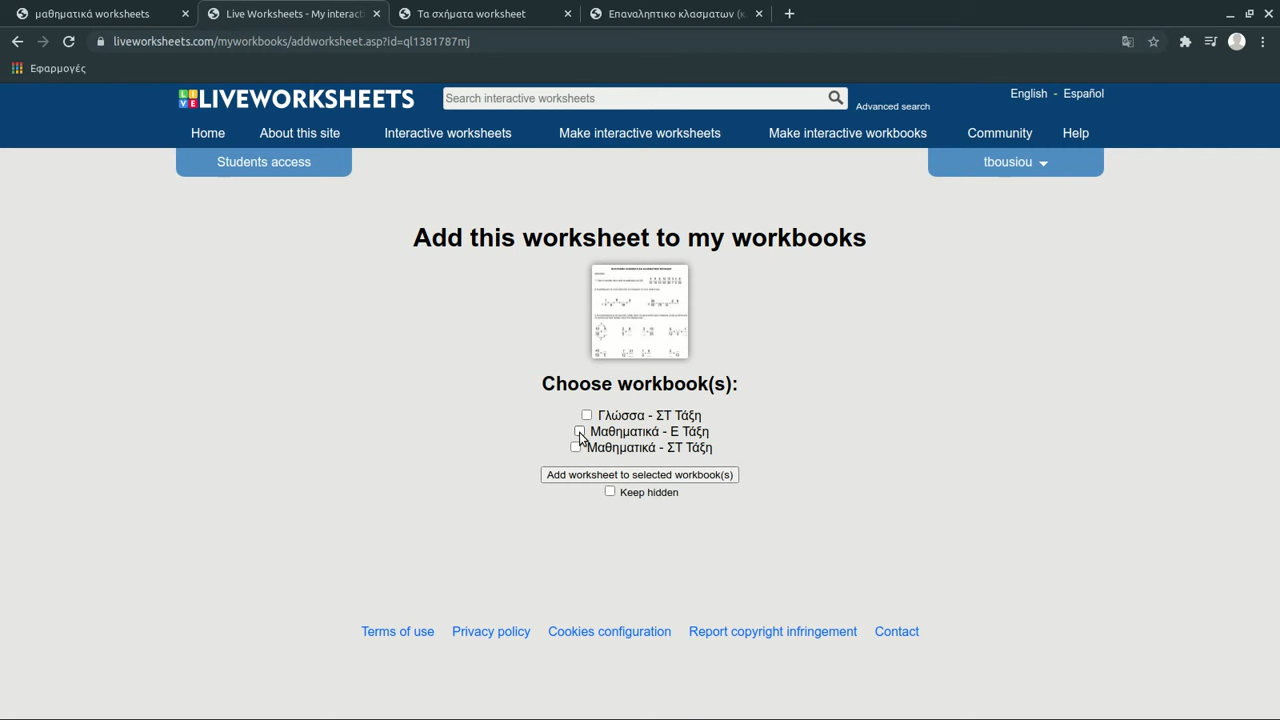 μαθηματικά worksheets
Live Worksheets - My interact
Τα σχήματα worksheet
Επαναληπτικο κλασματων (κ
liveworksheets.com/myworkbooks/addworksheet.asp?id=ql1381787mj
Εφαρμογές
LIVEWORKSHEETS
Search interactive worksheets
Advanced search
English - Español
Home
About this site
Interactive worksheets
Make interactive worksheets
Make interactive workbooks
Community
Help
Students access
tbousiou
Add this worksheet to my workbooks
Choose workbook(s):
Γλώσσα - ΣΤ Τάξη
Μαθηματικά - Ε Τάξη
Μαθηματικά - ΣΤ Τάξη
Add worksheet to selected workbook(s)
Keep hidden
Terms of use
Privacy policy
Cookies configuration
Report copyright infringement
Contact